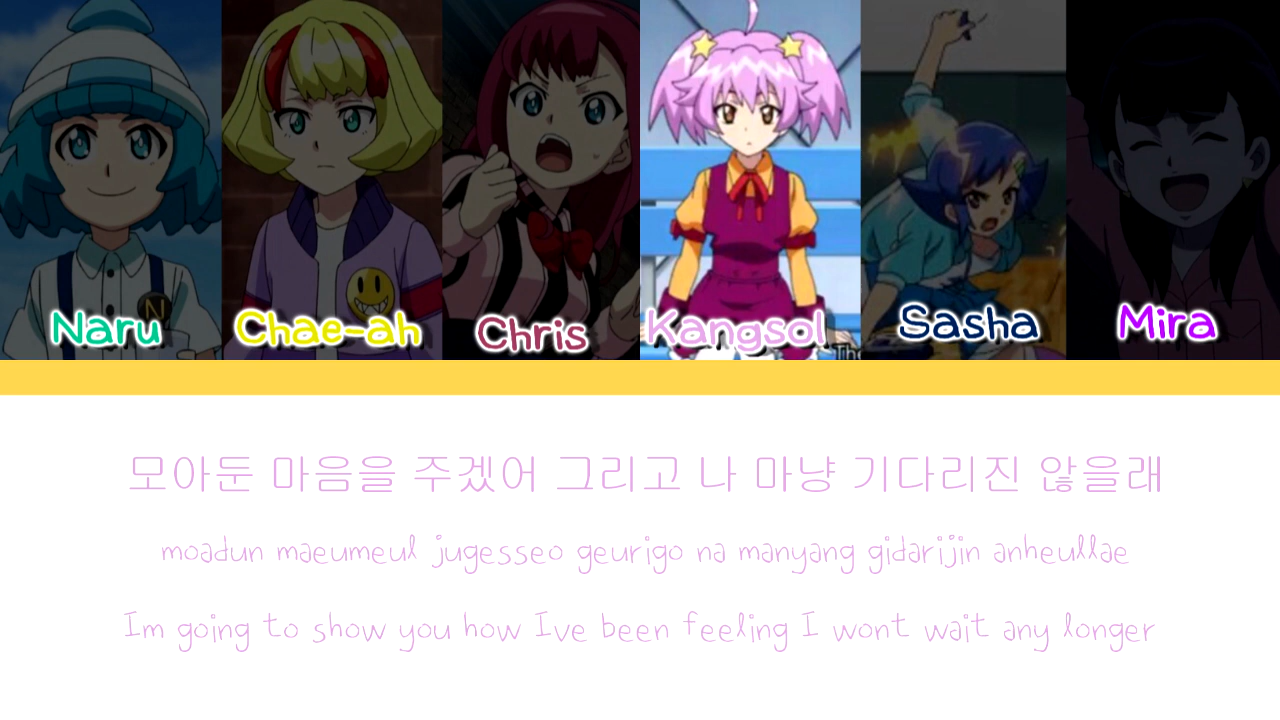 Naru Chae-ah Chris Kangsol Sasha Mira
The
모아둔 마음을 주겠어 그리고 나 마냥 기다리진 않을래
moadun maeumeul jugesseo geurigo na manyang gidarijin anheullae
Im going to show you how Ive been feeling I wont wait any longer